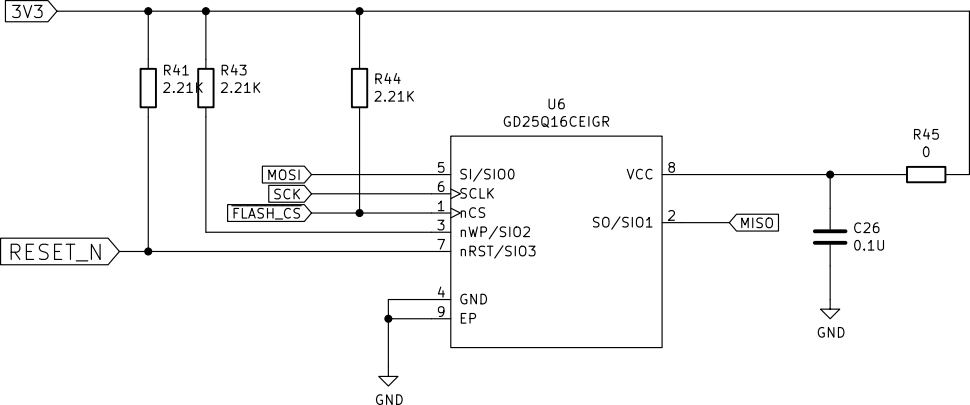 3V3
R41
2.21K
R43
2.21K
R44
2.21K
U6
GD25Q16CEIGR
R45
0
MOSI
5
SI/SIO0
VCC
8
SCK
6
SCLK
FLASH_CS
1
nCS
3
nWP/SIO2
SO/SIO1
2
MISO
C26
0.1U
RESET_N
7
nRST/SIO3
4
GND
9
EP
GND
GND